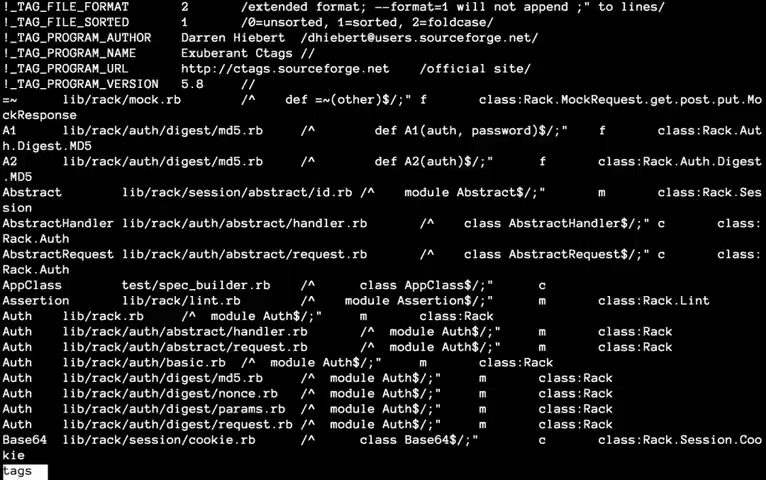 !_TAG_FILE_FORMAT 2 /extended format; --format=1 will not append ;" to lines/
!_TAG_FILE_SORTED 1 /0=unsorted, 1=sorted, 2=foldcase/
!_TAG_PROGRAM_AUTHOR Darren Hiebert /dhiebert@users.sourceforge.net/
!_TAG_PROGRAM_NAME Exuberant Ctags //
!_TAG_PROGRAM_URL http://ctags.sourceforge.net /official site/
!_TAG_PROGRAM_VERSION 5.8 //
=~ lib/rack/mock.rb /^ def =~(other)$/;" f class:Rack.MockRequest.get.post.put.Mo
ckResponse
A1 lib/rack/auth/digest/md5.rb /^ def A1(auth, password)$/;" f class:Rack.Aut
h.Digest.MD5
A2 lib/rack/auth/digest/md5.rb /^ def A2(auth)$/;" f class:Rack.Auth.Digest
.MD5
Abstract lib/rack/session/abstract/id.rb /^ module Abstract$/;" m class:Rack.Ses
sion
AbstractHandler lib/rack/auth/abstract/handler.rb /^ class AbstractHandler$/;" c class:
Rack.Auth
AbstractRequest lib/rack/auth/abstract/request.rb /^ class AbstractRequest$/;" c class:
Rack.Auth
AppClass test/spec_builder.rb /^ class AppClass$/;" c
Assertion lib/rack/lint.rb /^ module Assertion$/;" m class:Rack.Lint
Auth lib/rack.rb /^ module Auth$/;" m class:Rack
Auth lib/rack/auth/abstract/handler.rb /^ module Auth$/;" m class:Rack
Auth lib/rack/auth/abstract/request.rb /^ module Auth$/;" m class:Rack
Auth lib/rack/auth/basic.rb /^ module Auth$/;" m class:Rack
Auth lib/rack/auth/digest/md5.rb /^ module Auth$/;" m class:Rack
Auth lib/rack/auth/digest/nonce.rb /^ module Auth$/;" m class:Rack
Auth lib/rack/auth/digest/params.rb /^ module Auth$/;" m class:Rack
Auth lib/rack/auth/digest/request.rb /^ module Auth$/;" m class:Rack
Base64 lib/rack/session/cookie.rb /^ class Base64$/;" c class:Rack.Session.Coo
kie
tags